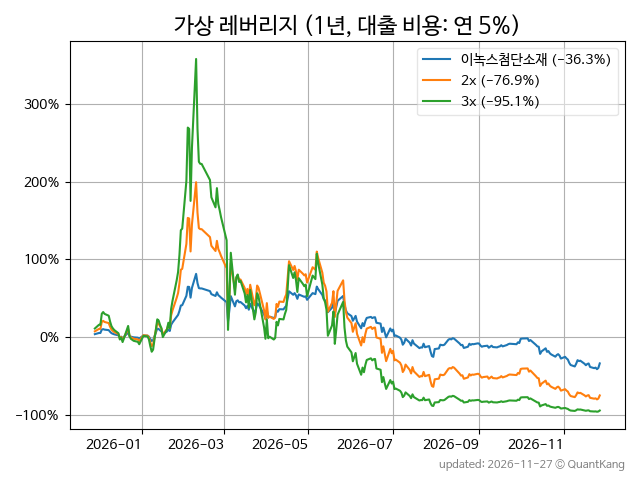 가상 레버리지 (1년, 대출 비용: 연 5%)
이녹스첨단소재 (-36.3%)
2x (-76.9%)
3x (-95.1%)
300%
200%
100%
0%
-100%
2026-01 2026-03 2026-05 2026-07 2026-09 2026-11
updated: 2026-11-27 © QuantKang